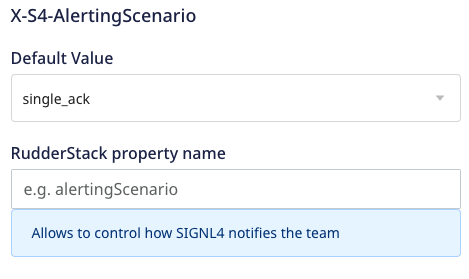 X-S4-AlertingScenario
Default Value
single_ack
RudderStack property name
e.g. alertingScenario
Allows to control how SIGNL4 notifies the team